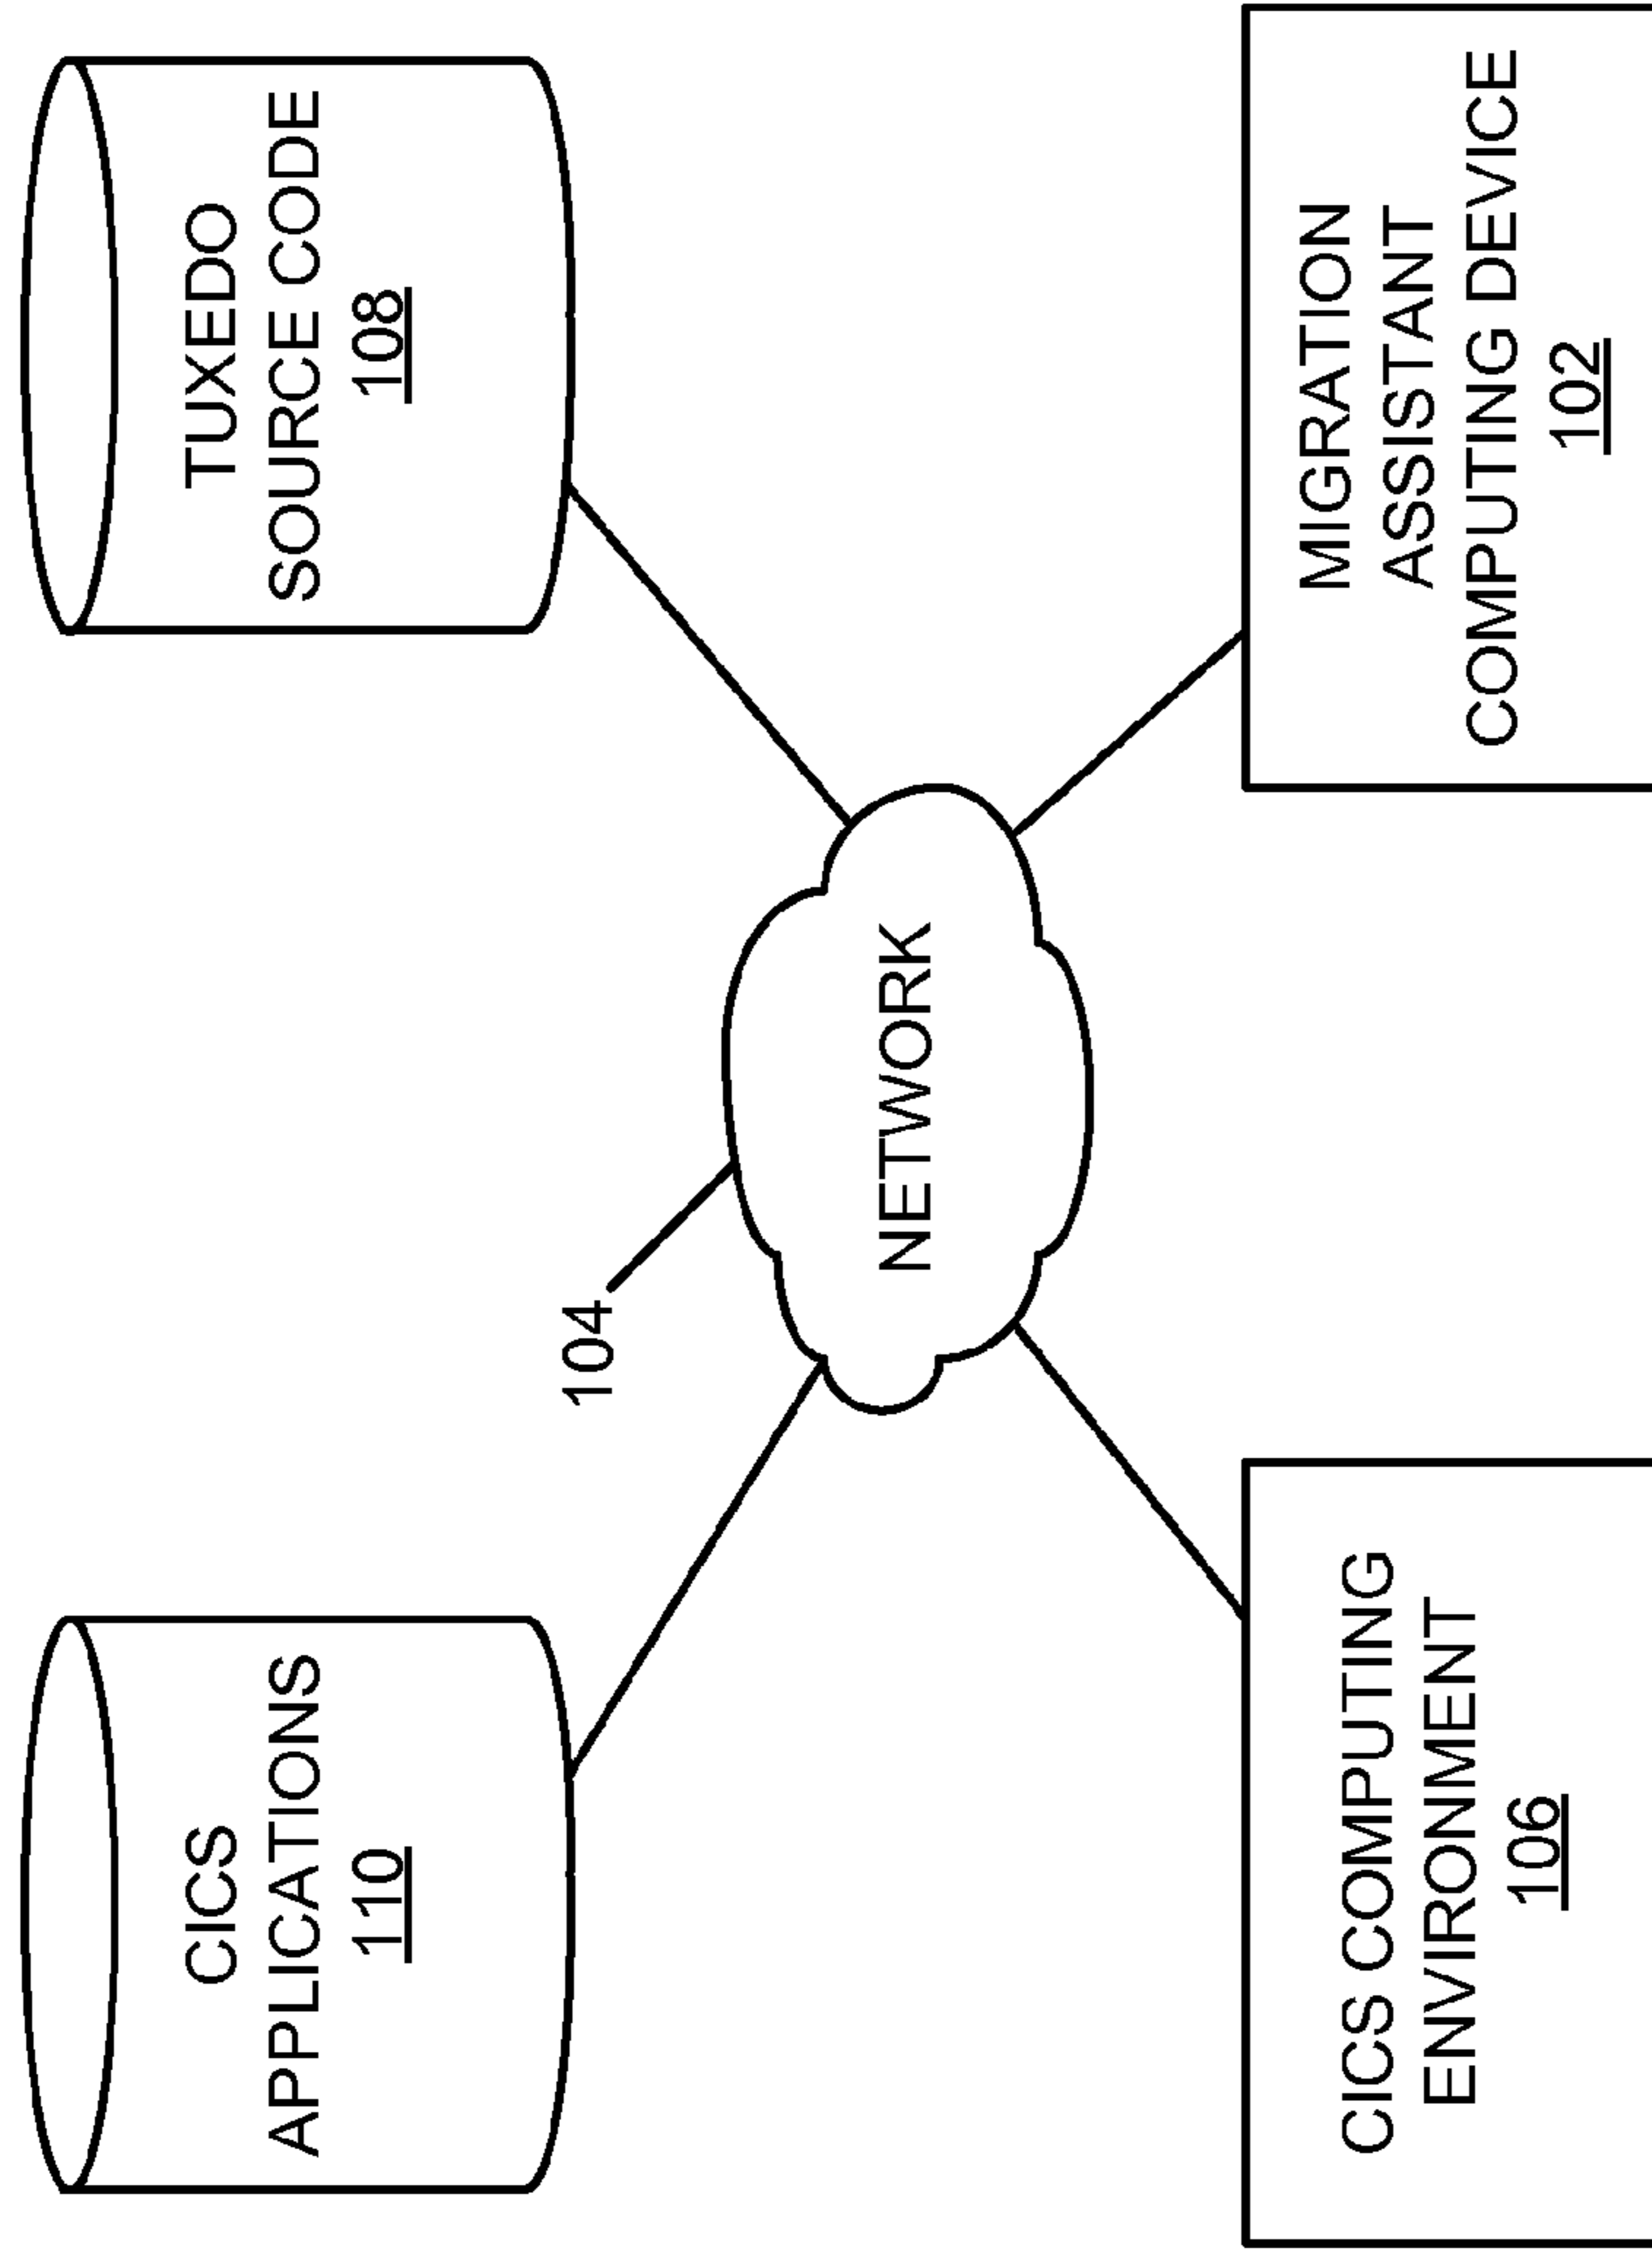 CICS
APPLICATIONS
110
TUXEDO
SOURCE CODE
108
104
NETWORK
CICS COMPUTING
ENVIRONMENT
106
MIGRATION
ASSISTANT
COMPUTING DEVICE
102